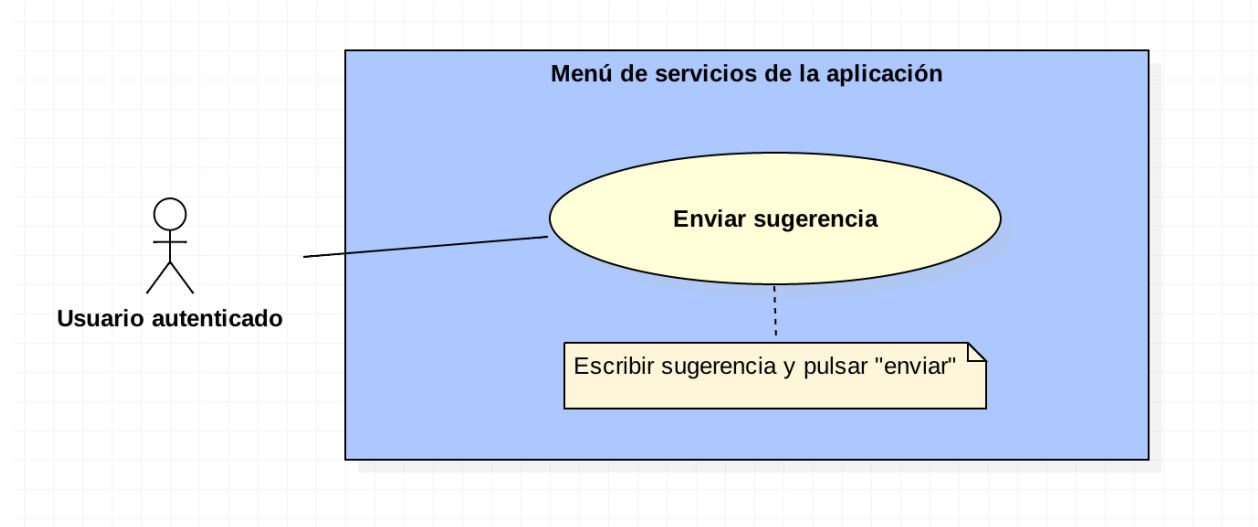 Menú de servicios de la aplicación
Enviar sugerencia
Usuario autenticado
Escribir sugerencia y pulsar "enviar"